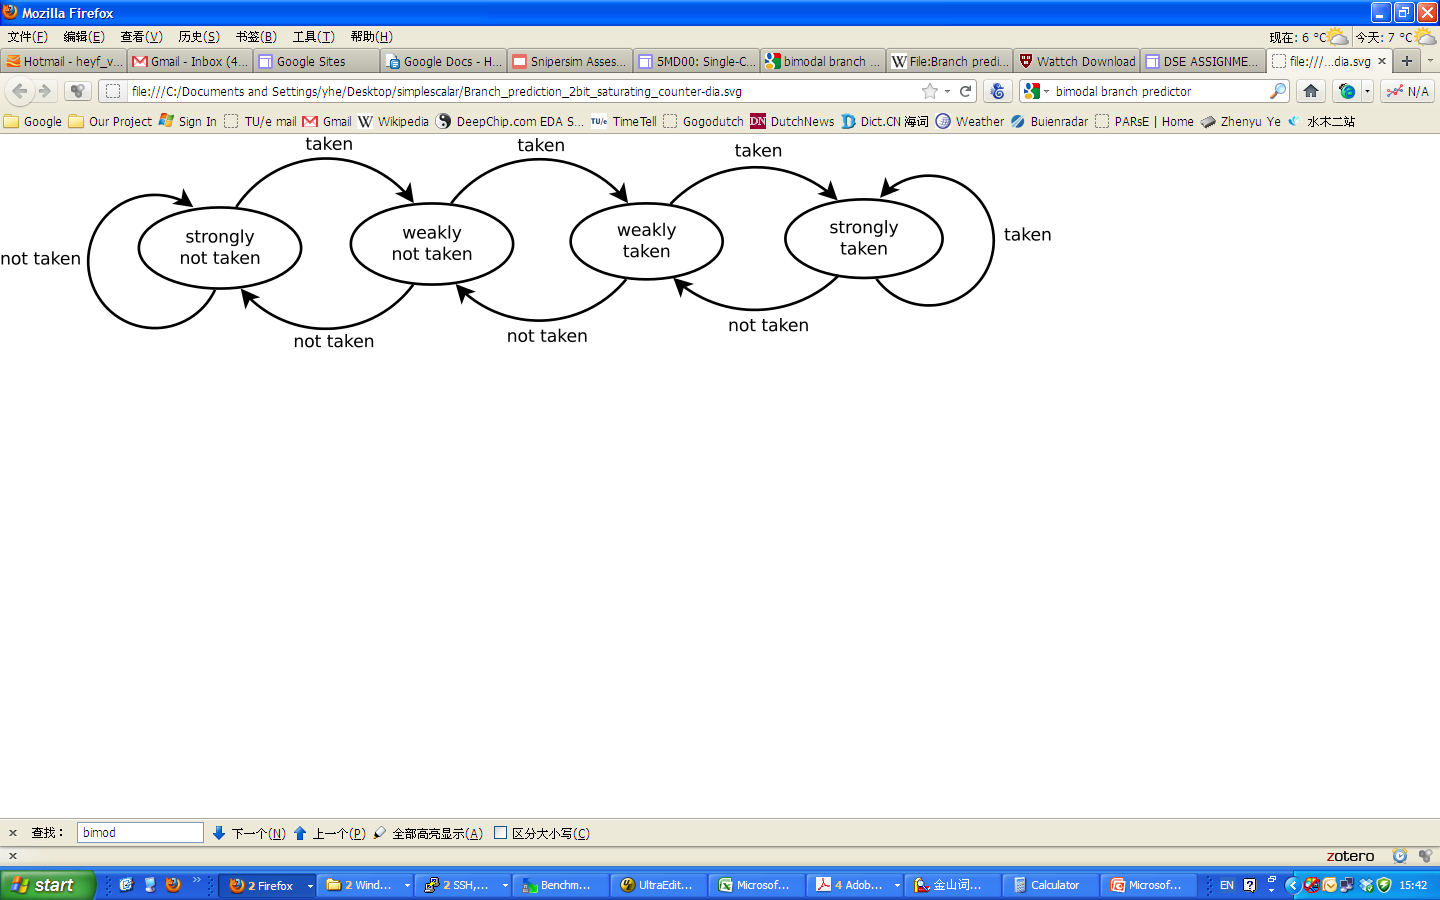 Mozilla Firefox
文件(F) 编辑(E) 查看(V) 历史(S) 书签(B) 工具(T) 帮助(H) 现在: 6 °C 今天: 7 °C
Hotmail - heyf_v... Gmail - Inbox (4... Google Sites Google Docs - H... Snipersim Asses... 5MD00: Single-C... bimodal branch ... File:Branch predi... Wattch Download DSE ASSIGNME... file:///...dia.svg
file:///C:/Documents and Settings/yhe/Desktop/simplescalar/Branch_prediction_2bit_saturating_counter-dia.svg bimodal branch predictor N/A
Google Our Project Sign In TU/e mail Gmail Wikipedia DeepChip.com EDA S... TU/e TimeTell Gogodutch DN DutchNews Dict.CN 海词 Weather Buienradar PARsE | Home Zhenyu Ye 水木二站
taken taken taken
strongly
not taken
weakly
not taken
weakly
taken
strongly
taken
not taken
taken
not taken
not taken
not taken
查找： bimod 下一个(N) 上一个(P) 全部高亮显示(A) 区分大小写(C)
zotero
start 2 Firefox 2 Wind... 2 SSH,... Benchm... UltraEdit... Microsof... 4 Adob... 金山词... Calculator Microsof... EN 15:42